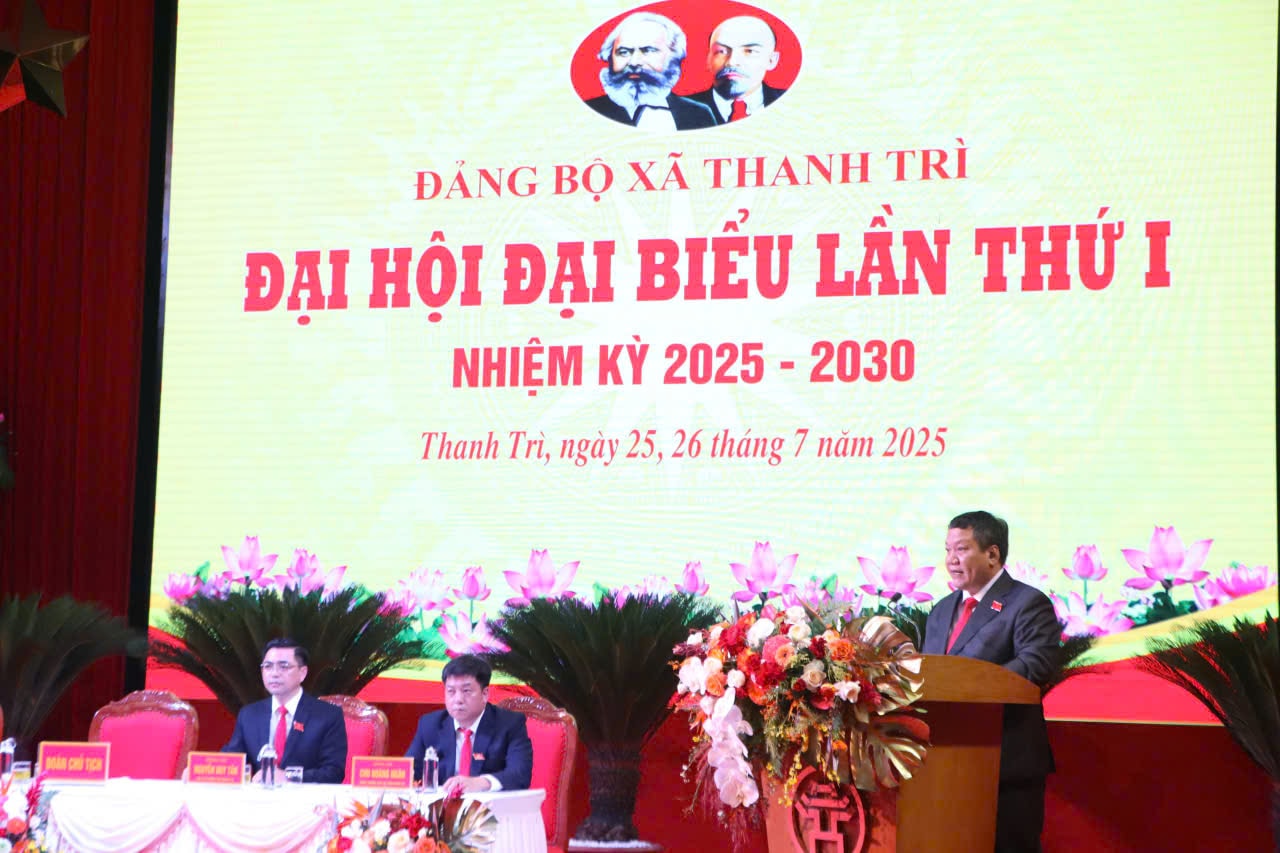 ĐẢNG BỘ XÃ THANH TRÌ
ĐẠI HỘI ĐẠI BIỂU LẦN THỨ I
NHIỆM KỲ 2025 - 2030
Thanh Trì, ngày 25, 26 tháng 7 năm 2025
ĐOÀN CHỦ TỊCH
NGUYỄN DUY TÂN
CHU HOÀNG HUÂN